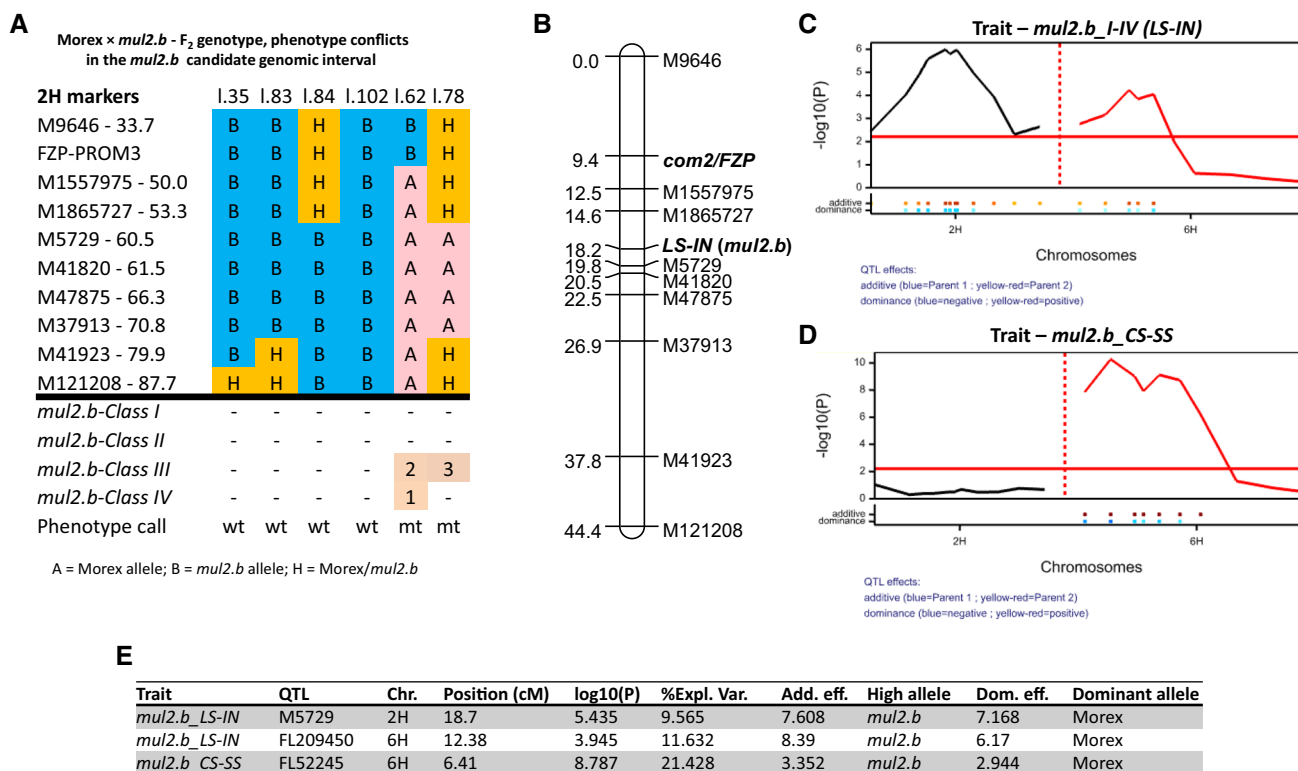 A
Morex × mul2.b - F2 genotype, phenotype conflicts
in the mul2.b candidate genomic interval
2H markers l.35 l.83 l.84 l.102 l.62 l.78
M9646 - 33.7 B B H B B H
FZP-PROM3 B B H B B H
M1557975 - 50.0 B B H B A H
M1865727 - 53.3 B B H B A H
M5729 - 60.5 B B B B A A
M41820 - 61.5 B B B B A A
M47875 - 66.3 B B B B A A
M37913 - 70.8 B B B B A A
M41923 - 79.9 B H B B A H
M121208 - 87.7 H H B B A H
mul2.b-Class I - - - - - -
mul2.b-Class II - - - - - -
mul2.b-Class III - - - - 2 3
mul2.b-Class IV - - - - 1 -
Phenotype call wt wt wt wt mt mt
A = Morex allele; B = mul2.b allele; H = Morex/mul2.b
B
0.0 M9646
9.4 com2/FZP
12.5 M1557975
14.6 M1865727
18.2 LS-IN (mul2.b)
19.8 M5729
20.5 M41820
22.5 M47875
26.9 M37913
37.8 M41923
44.4 M121208
C
Trait – mul2.b_I-IV (LS-IN)
-log10(P)
6
5
4
3
2
1
0
additive
dominance
2H 6H
Chromosomes
QTL effects:
additive (blue=Parent 1 ; yellow-red=Parent 2)
dominance (blue=negative ; yellow-red=positive)
D
Trait – mul2.b_CS-SS
-log10(P)
10
8
6
4
2
0
additive
dominance
2H 6H
Chromosomes
QTL effects:
additive (blue=Parent 1 ; yellow-red=Parent 2)
dominance (blue=negative ; yellow-red=positive)
E
Trait QTL Chr. Position (cM) log10(P) %Expl. Var. Add. eff. High allele Dom. eff. Dominant allele
mul2.b_LS-IN M5729 2H 18.7 5.435 9.565 7.608 mul2.b 7.168 Morex
mul2.b_LS-IN FL209450 6H 12.38 3.945 11.632 8.39 mul2.b 6.17 Morex
mul2.b_CS-SS FL52245 6H 6.41 8.787 21.428 3.352 mul2.b 2.944 Morex